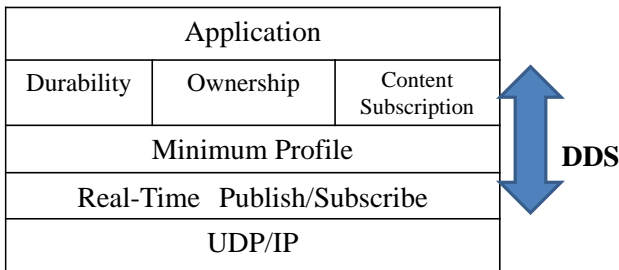 Application
Durability Ownership Content
Subscription
Minimum Profile
DDS
Real-Time Publish/Subscribe
UDP/IP